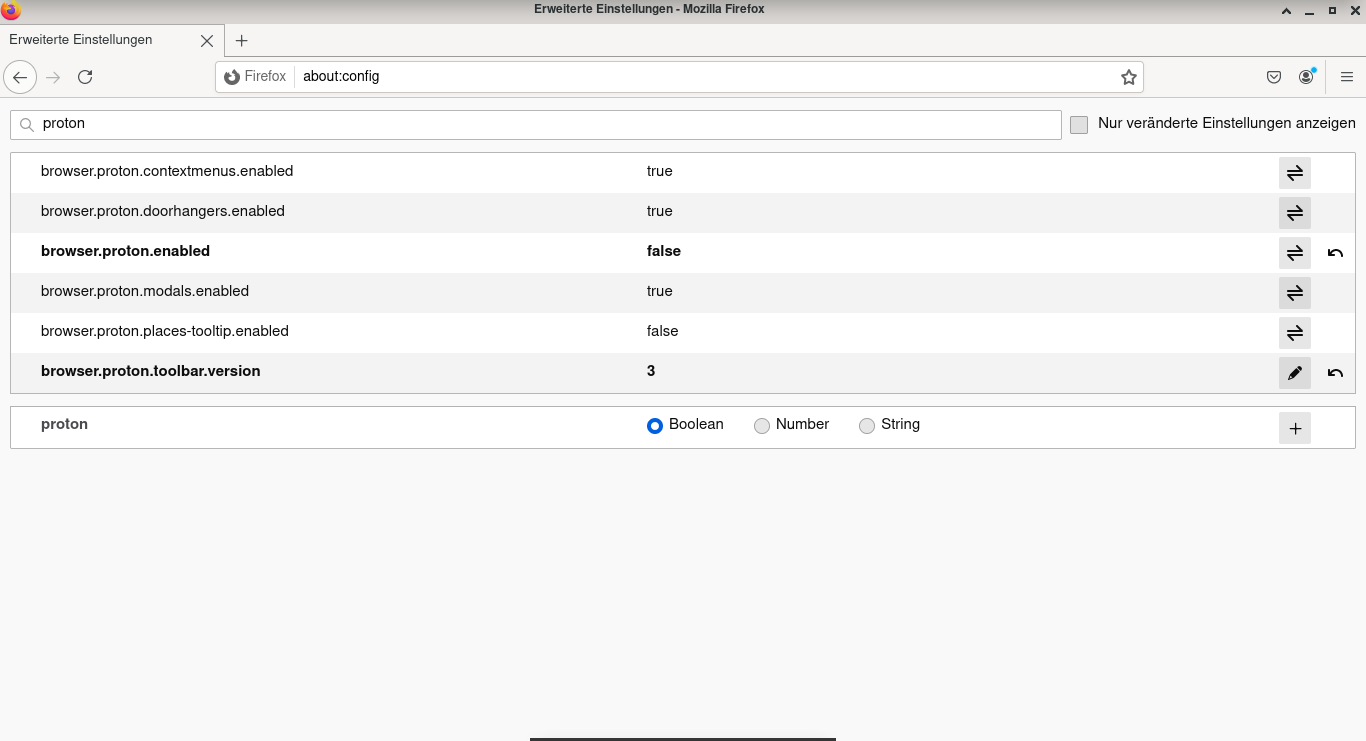 Erweiterte Einstellungen - Mozilla Firefox
Erweiterte Einstellungen
Firefox about:config
proton Nur veränderte Einstellungen anzeigen
browser.proton.contextmenus.enabled true
browser.proton.doorhangers.enabled true
browser.proton.enabled false
browser.proton.modals.enabled true
browser.proton.places-tooltip.enabled false
browser.proton.toolbar.version 3
proton Boolean Number String